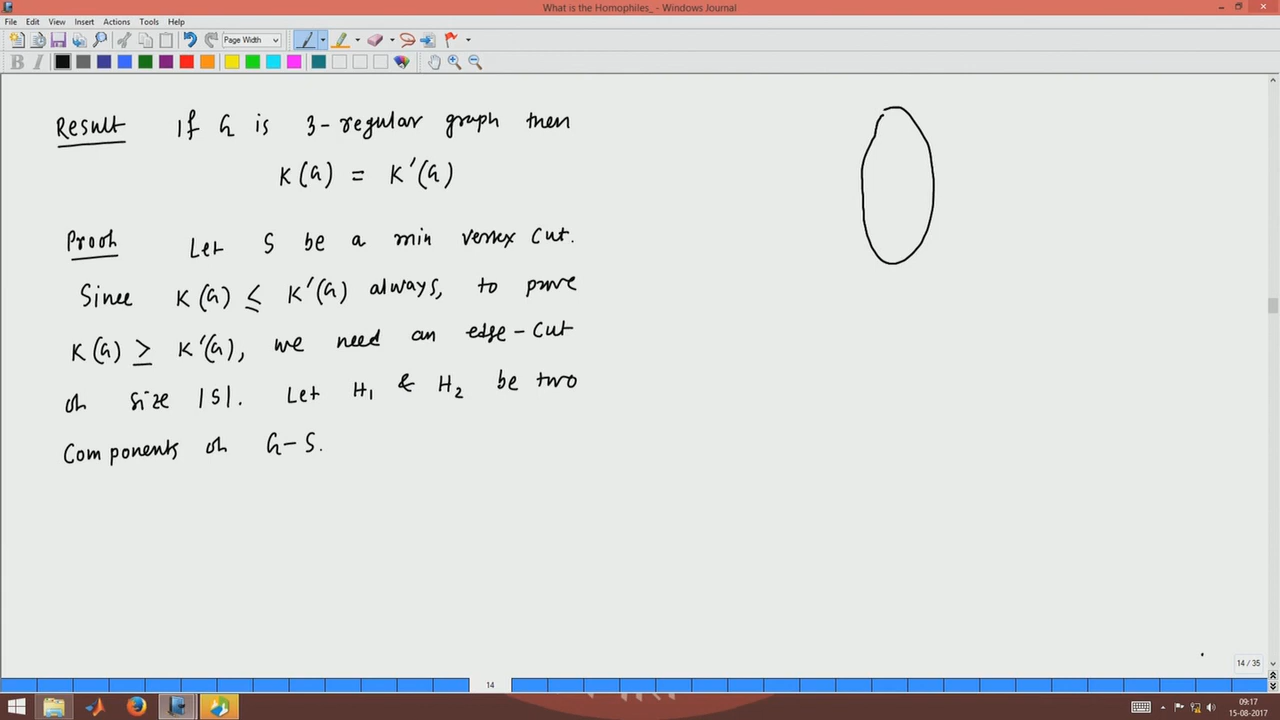 What is the Homophiles_ - Windows Journal
File Edit View Insert Actions Tools Help
Page Width
B I
Result If G is 3-regular graph then
K(G) = K'(G)
Proof Let S be a min vertex cut.
Since K(G) ≤ K'(G) always, to prove
K(G) ≥ K'(G), we need an edge-cut
of size |S|. Let H₁ & H₂ be two
Components of G-S.
14 / 35
14
09:17
15-08-2017